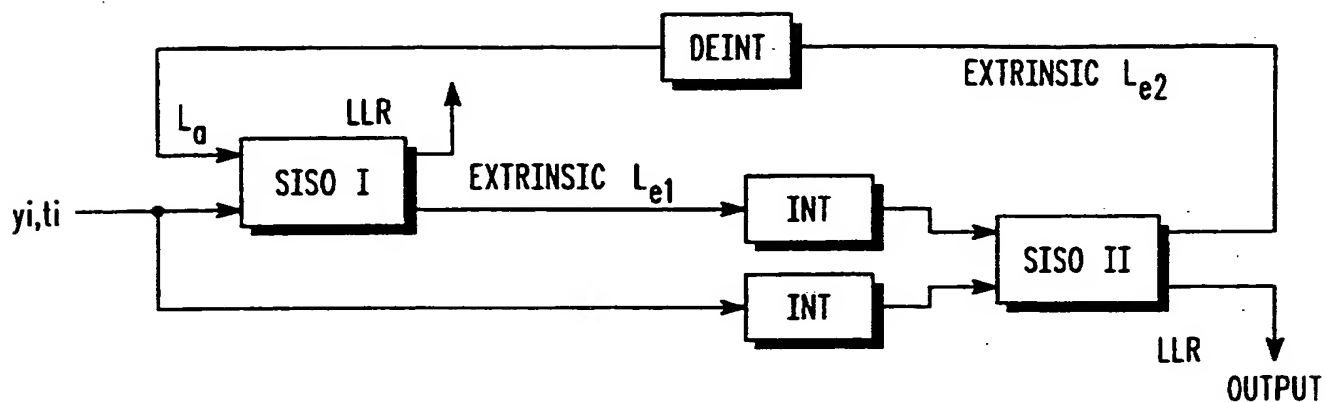 DEINT
EXTRINSIC Le2
La
LLR
SISO I
EXTRINSIC Le1
INT
yi,ti
SISO II
INT
LLR
OUTPUT